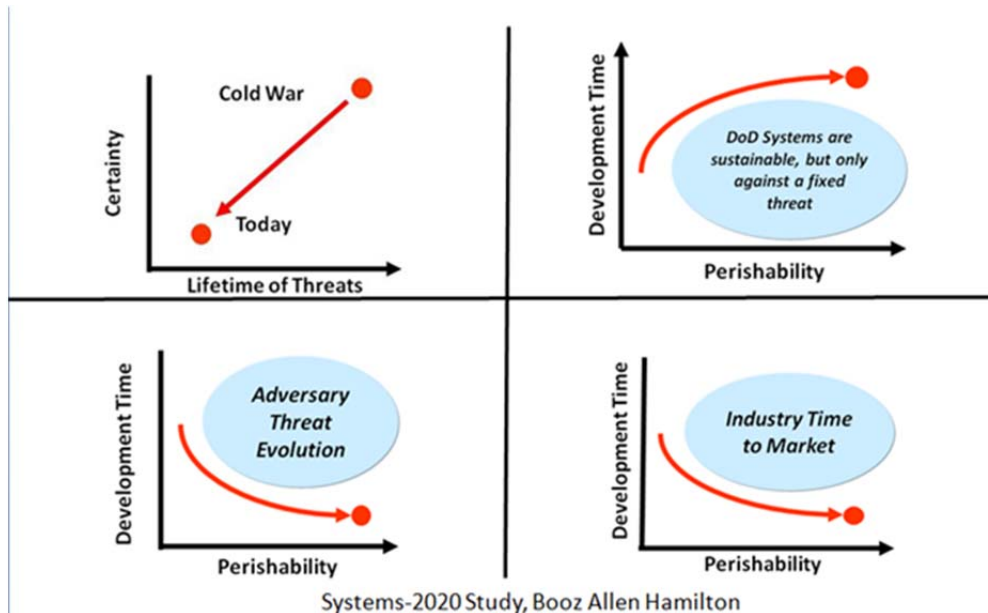 Certainty
Cold War
Today
Lifetime of Threats
Development Time
DoD Systems are
sustainable, but only
against a fixed
threat
Perishability
Development Time
Adversary
Threat
Evolution
Perishability
Development Time
Industry Time
to Market
Perishability
Systems-2020 Study, Booz Allen Hamilton